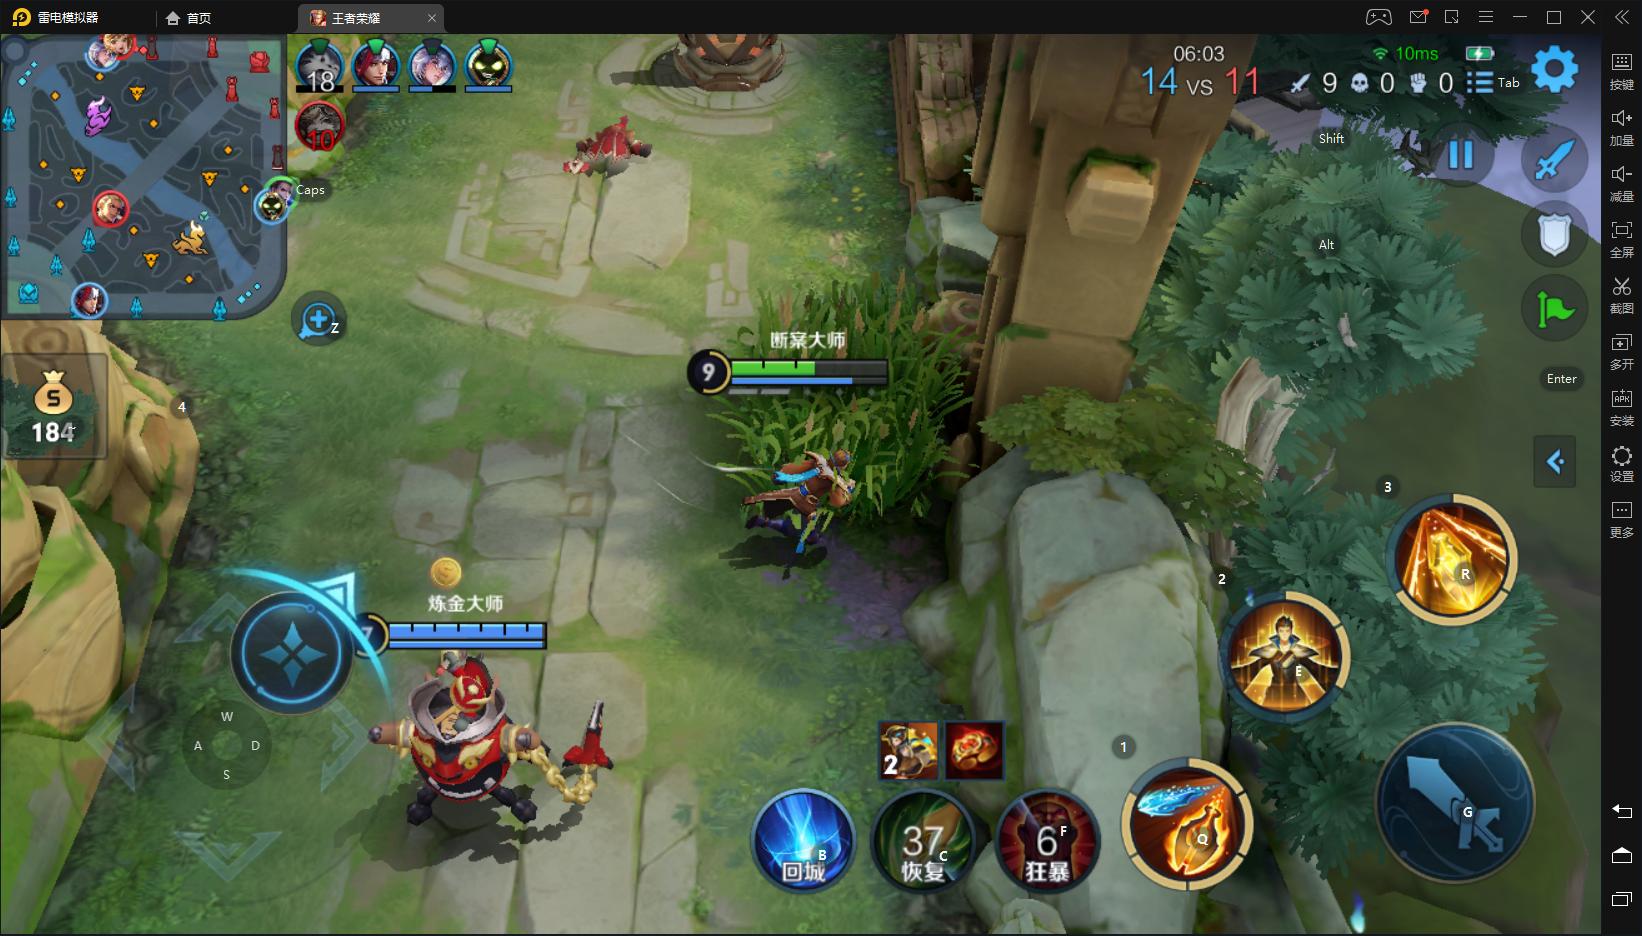 雷电模拟器
首页
王者荣耀
18
10
06:03
10ms
14 vs 11
9 0 0
Tab
Shift
按键
加量
减量
全屏
截图
多开
安装
设置
更多
Caps
Alt
Z
断案大师
9
Enter
184
4
3
R
2
炼金大师
7
E
W
A
D
S
1
2
G
Q
B
回城
37
C
恢复
6
F
狂暴